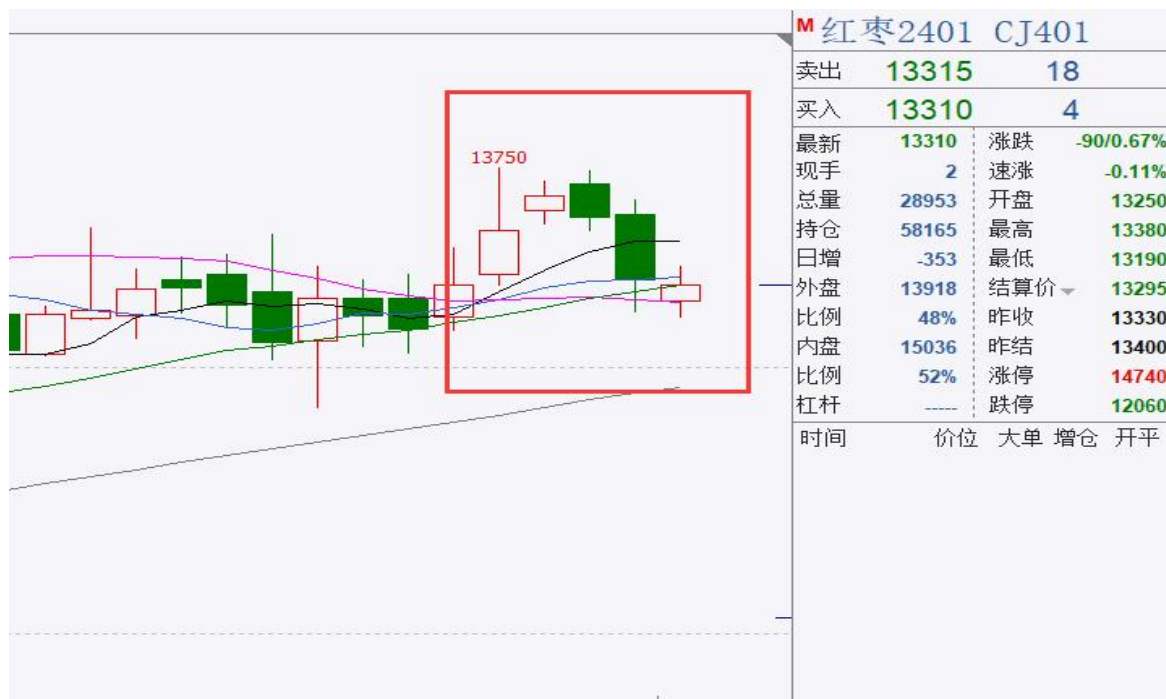 13750
M 红枣2401 CJ401
卖出 13315 18
买入 13310 4
最新 13310 涨跌 -90/0.67%
现手 2 速涨 -0.11%
总量 28953 开盘 13250
持仓 58165 最高 13380
日增 -353 最低 13190
外盘 13918 结算价 13295
比例 48% 昨收 13330
内盘 15036 昨结 13400
比例 52% 涨停 14740
杠杆 ----- 跌停 12060
时间 价位 大单 增仓 开平